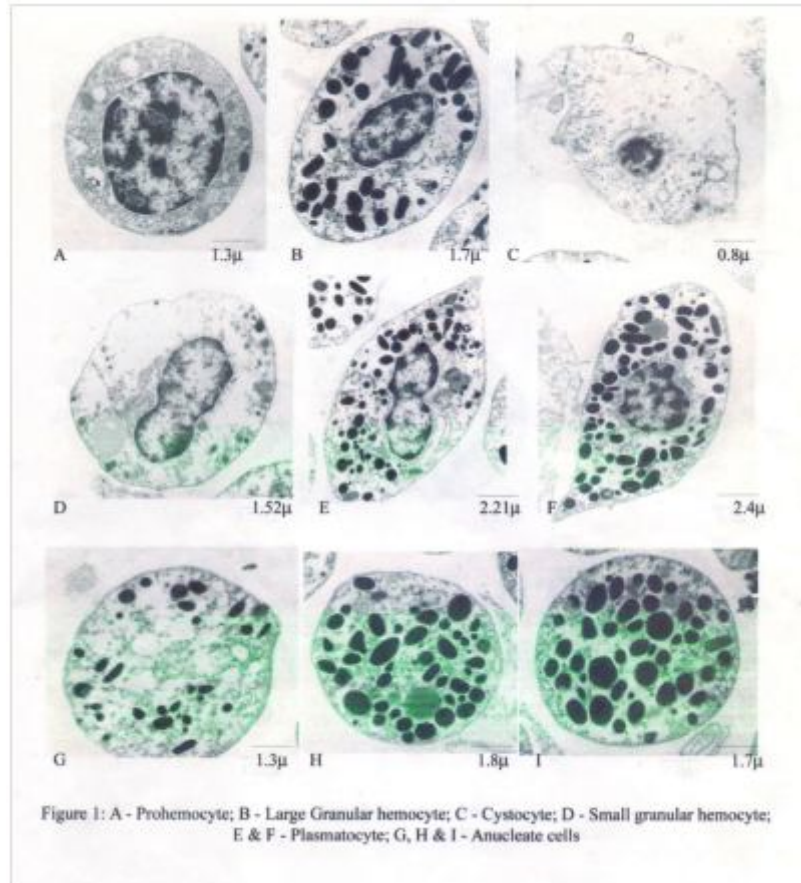 A 1.3μ B 1.7μ C 0.8μ
D 1.52μ E 2.21μ F 2.4μ
G 1.3μ H 1.8μ I 1.7μ
Figure 1: A - Prohemocyte; B - Large Granular hemocyte; C - Cystocyte; D - Small granular hemocyte;
E & F - Plasmatocyte; G, H & I - Anucleate cells